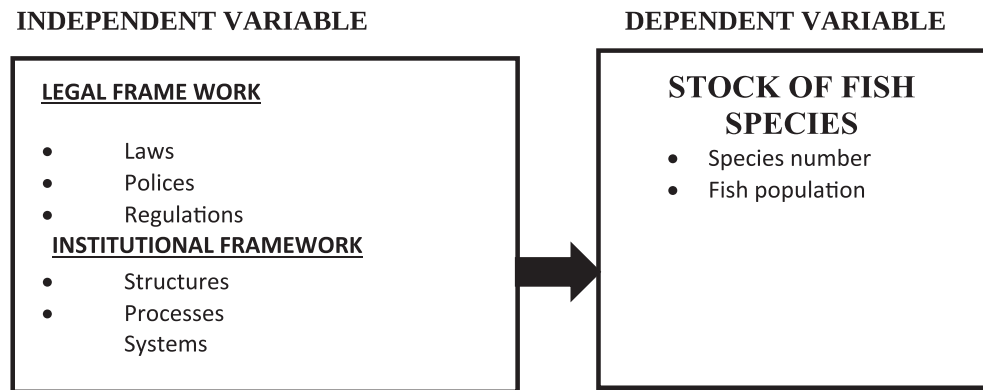 INDEPENDENT VARIABLE
LEGAL FRAME WORK
• Laws
• Polices
• Regulations
INSTITUTIONAL FRAMEWORK
• Structures
• Processes
Systems
DEPENDENT VARIABLE
STOCK OF FISH
SPECIES
• Species number
• Fish population